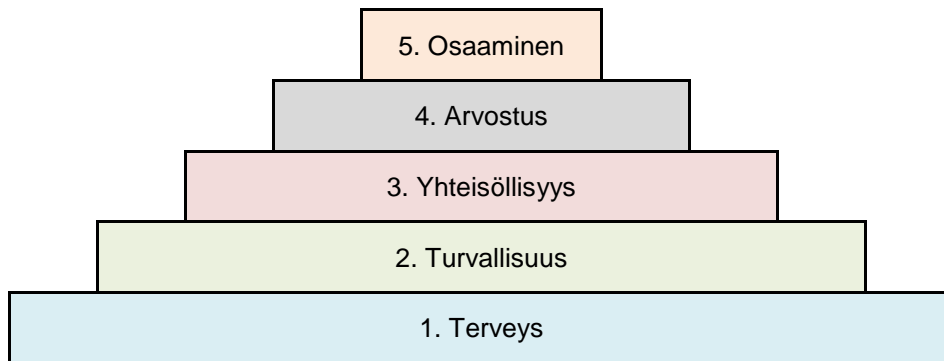 5. Osaaminen
4. Arvostus
3. Yhteisöllisyys
2. Turvallisuus
1. Terveys